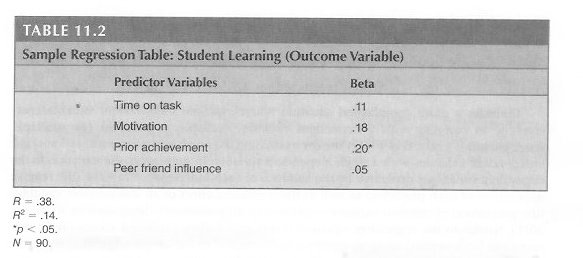 TABLE 11.2
Sample Regression Table: Student Learning (Outcome Variable)
Predictor Variables Beta
Time on task .11
Motivation .18
Prior achievement .20*
Peer friend influence .05
R = .38.
R² = .14.
*p < .05.
N = 90.